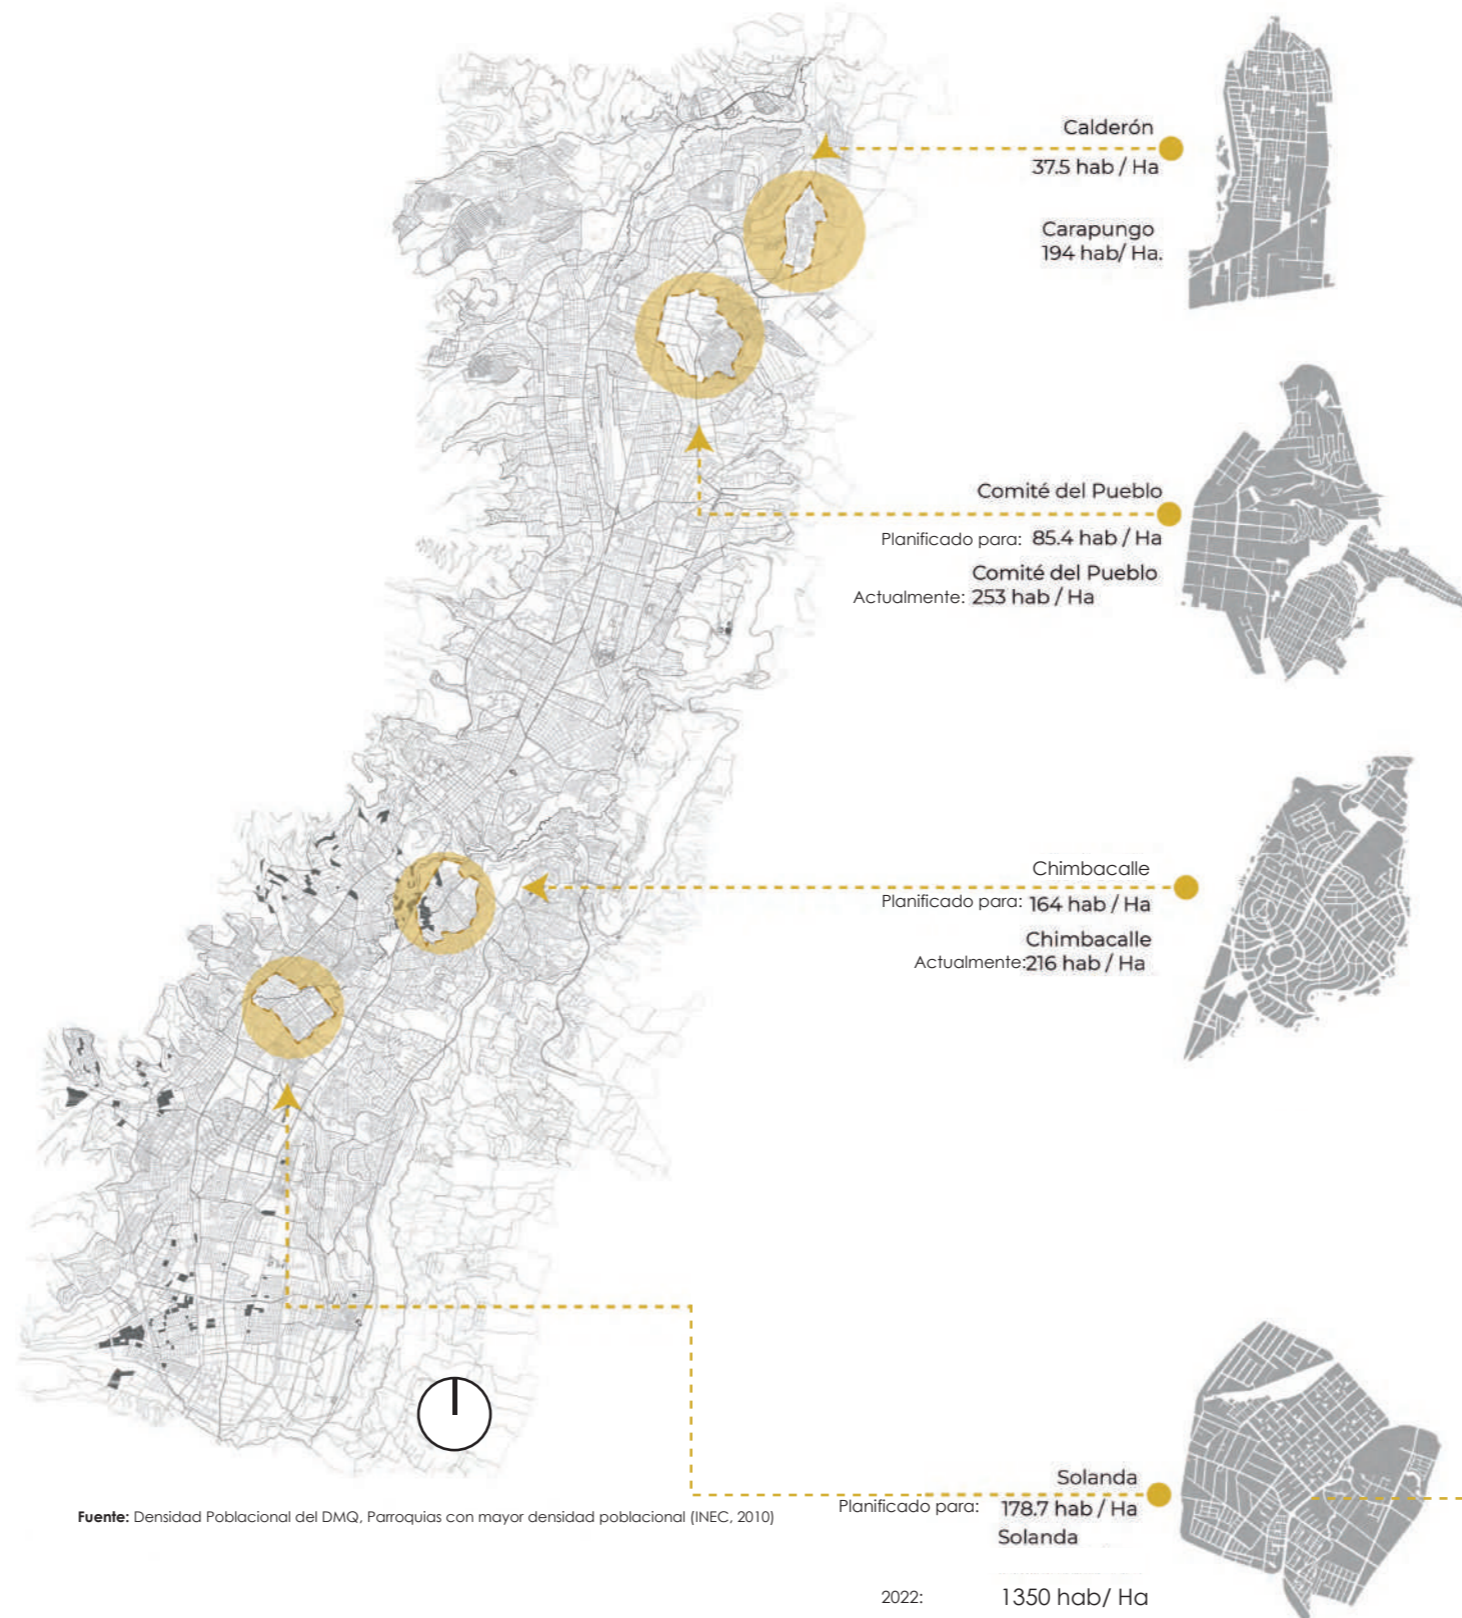 Calderón
37.5 hab / Ha
Carapungo
194 hab/ Ha.
Comité del Pueblo
Planificado para: 85.4 hab / Ha
Comité del Pueblo
Actualmente: 253 hab / Ha
Chimbacalle
Planificado para: 164 hab / Ha
Chimbacalle
Actualmente:216 hab / Ha
Solanda
Planificado para: 178.7 hab / Ha
Solanda
2022: 1350 hab/ Ha
Fuente: Densidad Poblacional del DMQ, Parroquias con mayor densidad poblacional (INEC, 2010)